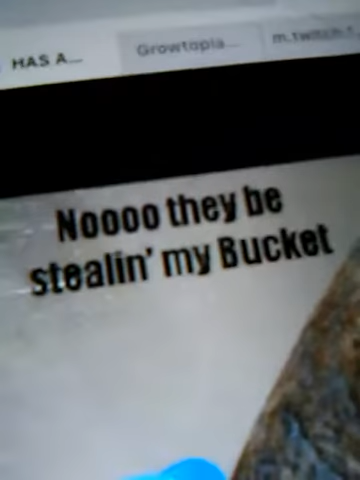 HAS A...
Growtopia...
m.twitch.t...
Noooo they be
stealin' my Bucket